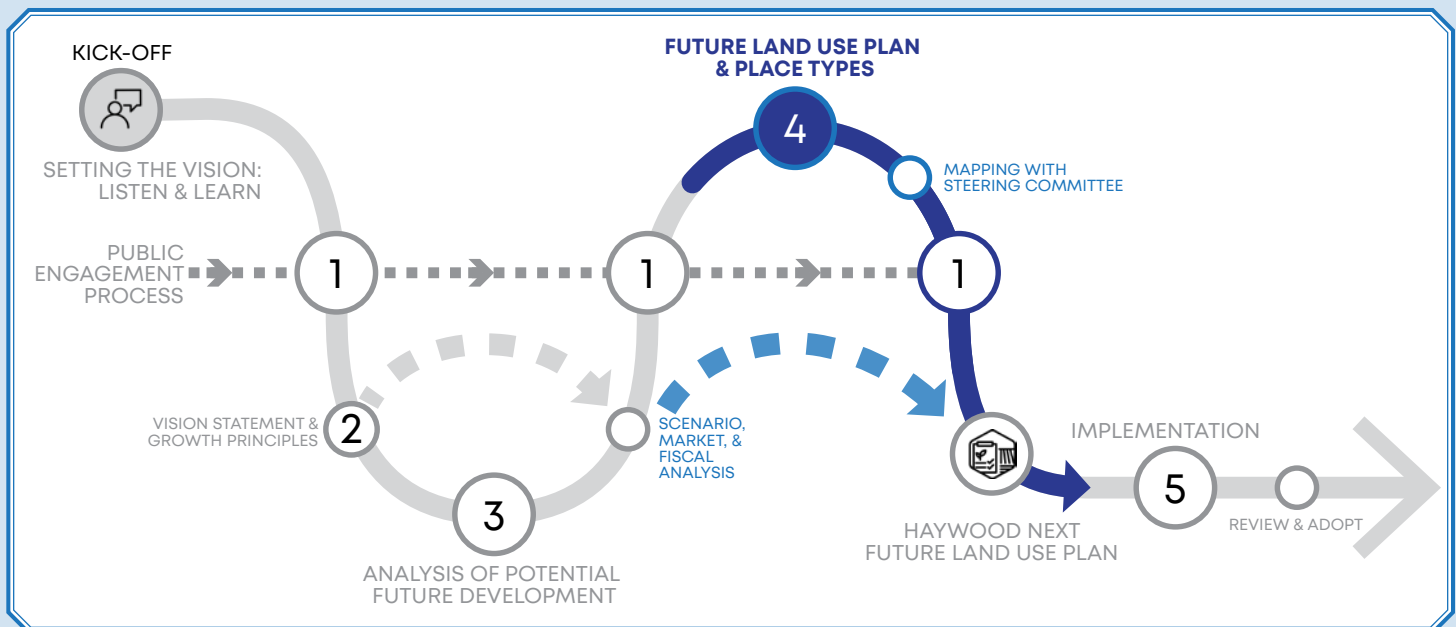 KICK-OFF
SETTING THE VISION:
LISTEN & LEARN
PUBLIC
ENGAGEMENT
PROCESS
1
VISION STATEMENT &
GROWTH PRINCIPLES
2
3
ANALYSIS OF POTENTIAL
FUTURE DEVELOPMENT
SCENARIO,
MARKET, &
FISCAL
ANALYSIS
1
FUTURE LAND USE PLAN
& PLACE TYPES
4
MAPPING WITH
STEERING COMMITTEE
1
HAYWOOD NEXT
FUTURE LAND USE PLAN
IMPLEMENTATION
5
REVIEW & ADOPT